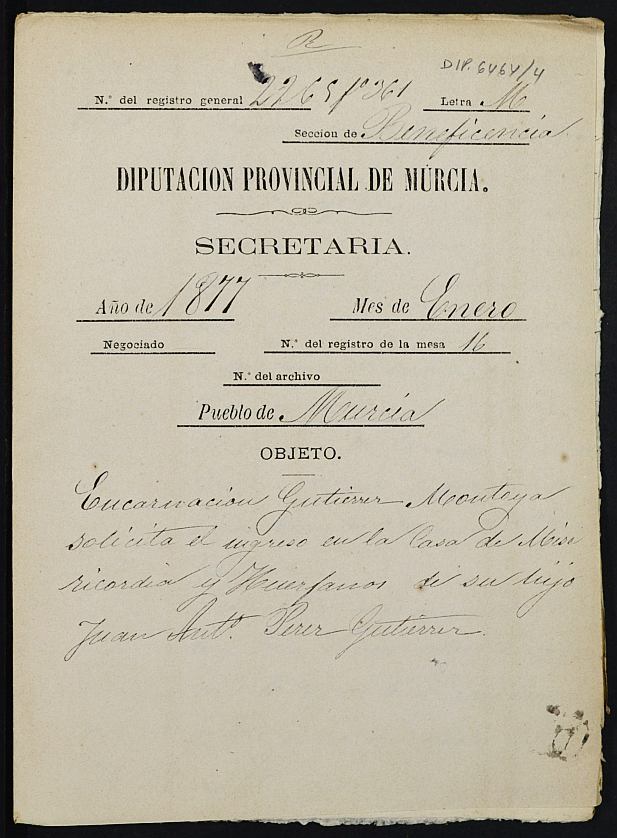 R
DIP. 6464/4
N.º del registro general 2265 fº 361 Letra M
Seccion de Beneficencia
DIPUTACION PROVINCIAL DE MURCIA.
SECRETARIA.
Año de 1877 Mes de Enero
Negociado N.º del registro de la mesa 16
N.º del archivo
Pueblo de Murcia
OBJETO.
Encarnacion Gutierrez Montoya
solicita el ingreso en la Casa de Mise
ricordia y Huerfanos de su hijo
Juan Antº. Perez Gutierrez.